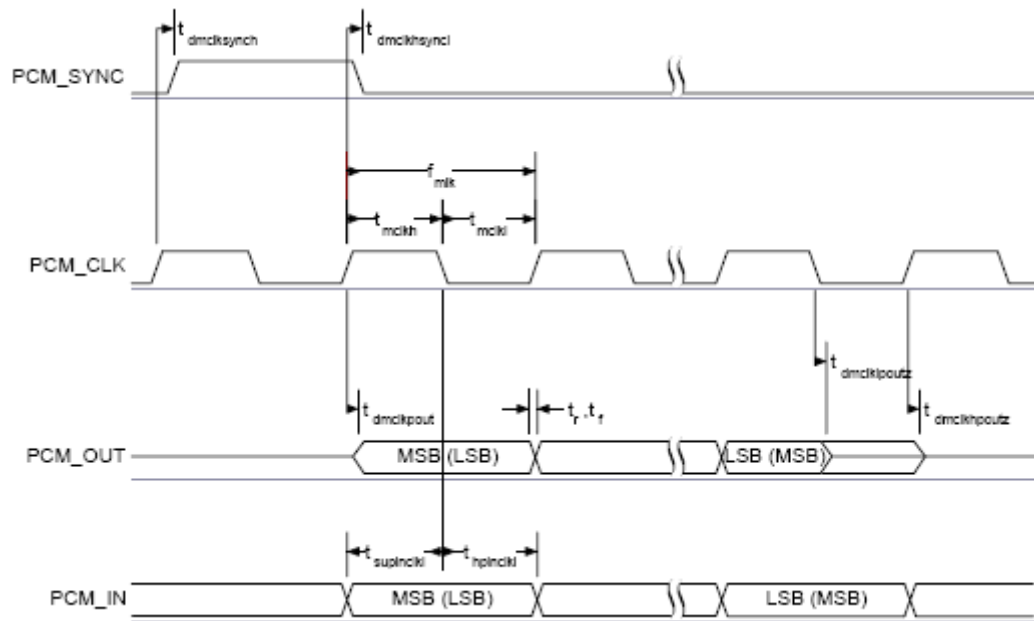 t dmclksynch
t dmclkhsyncl
PCM_SYNC
f mlk
t mclkh
t mclkl
PCM_CLK
t dmclklpoutz
t dmclkpout
t r ,t f
t dmclkhpoutz
PCM_OUT
MSB (LSB)
LSB (MSB)
t supinclkl
t hpinclkl
PCM_IN
MSB (LSB)
LSB (MSB)